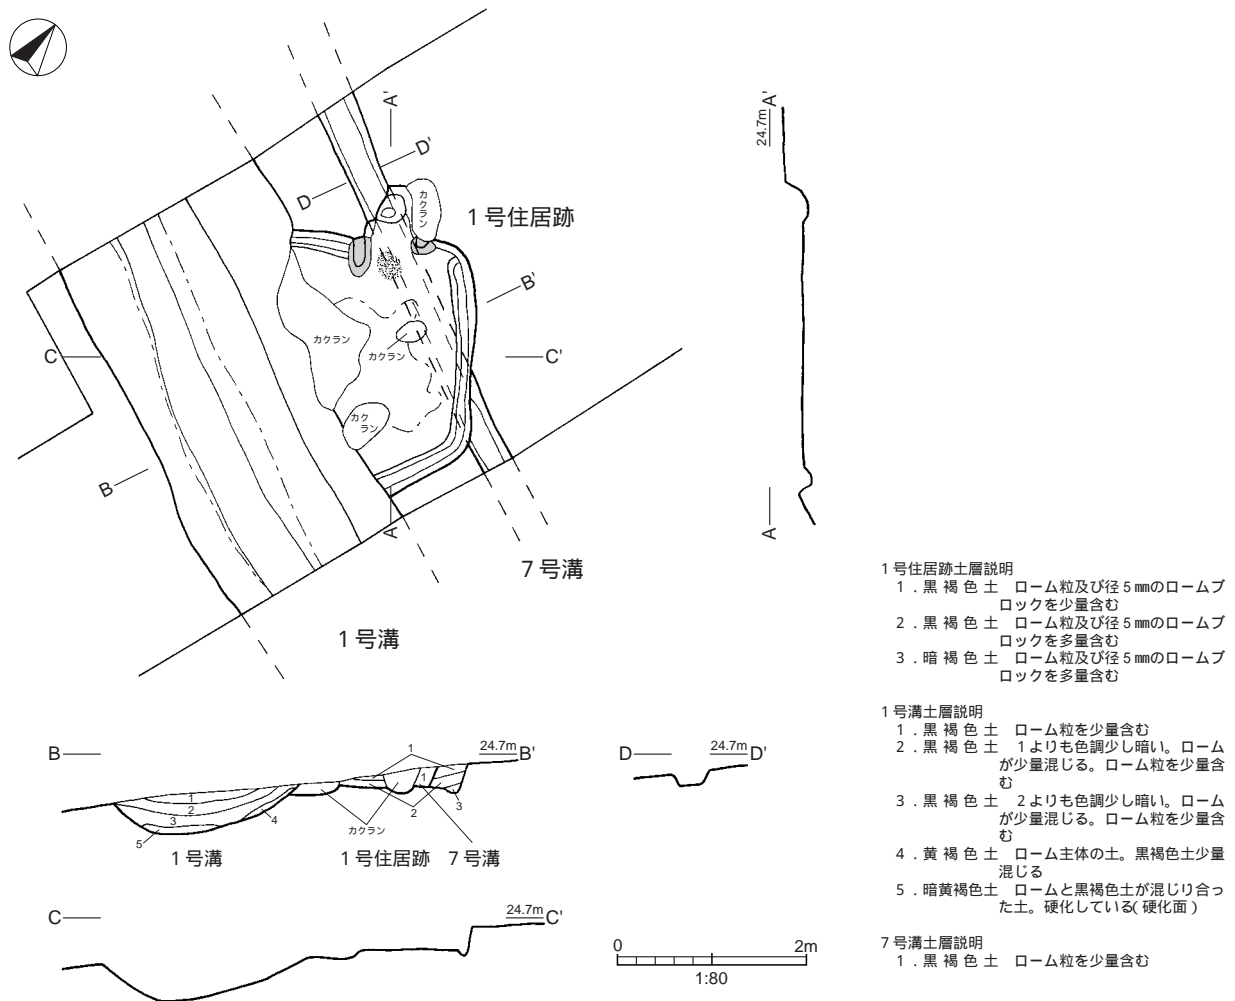 A'
D'
D
カクラン
1号住居跡
B'
カクラン
カクラン
C
C'
カク
ラン
B
A
7号溝
1号溝
24.7m A'
A
1号住居跡土層説明
1．黒褐色土　ローム粒及び径5㎜のロームブ
ロックを少量含む
2．黒褐色土　ローム粒及び径5㎜のロームブ
ロックを多量含む
3．暗褐色土　ローム粒及び径5㎜のロームブ
ロックを多量含む
1号溝土層説明
1．黒褐色土　ローム粒を少量含む
2．黒褐色土　1よりも色調少し暗い。ローム
が少量混じる。ローム粒を少量含
む
3．黒褐色土　2よりも色調少し暗い。ローム
が少量混じる。ローム粒を少量含
む
4．黄褐色土　ローム主体の土。黒褐色土少量
混じる
5．暗黄褐色土　ロームと黒褐色土が混じり合っ
た土。硬化している(硬化面)
7号溝土層説明
1．黒褐色土　ローム粒を少量含む
B 24.7m B'
1
1
1
2
3
4
5
2
3
カクラン
1号溝 1号住居跡 7号溝
D 24.7m D'
C 24.7m C'
0 2m
1:80